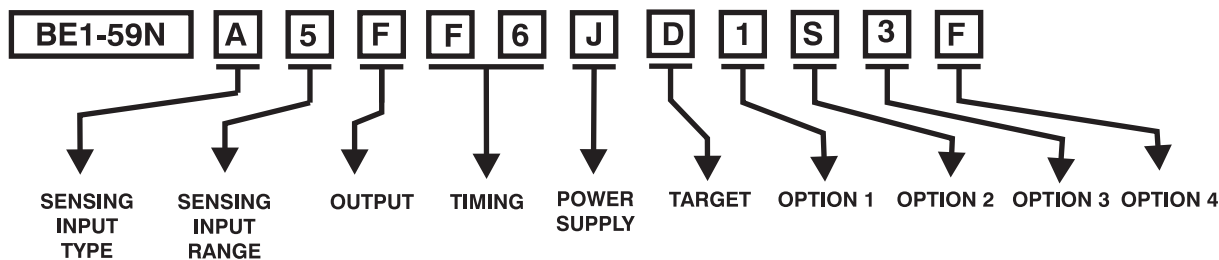 BE1-59N A 5 F F 6 J D 1 S 3 F
SENSING INPUT TYPE
SENSING INPUT RANGE
OUTPUT
TIMING
POWER SUPPLY
TARGET
OPTION 1
OPTION 2
OPTION 3
OPTION 4